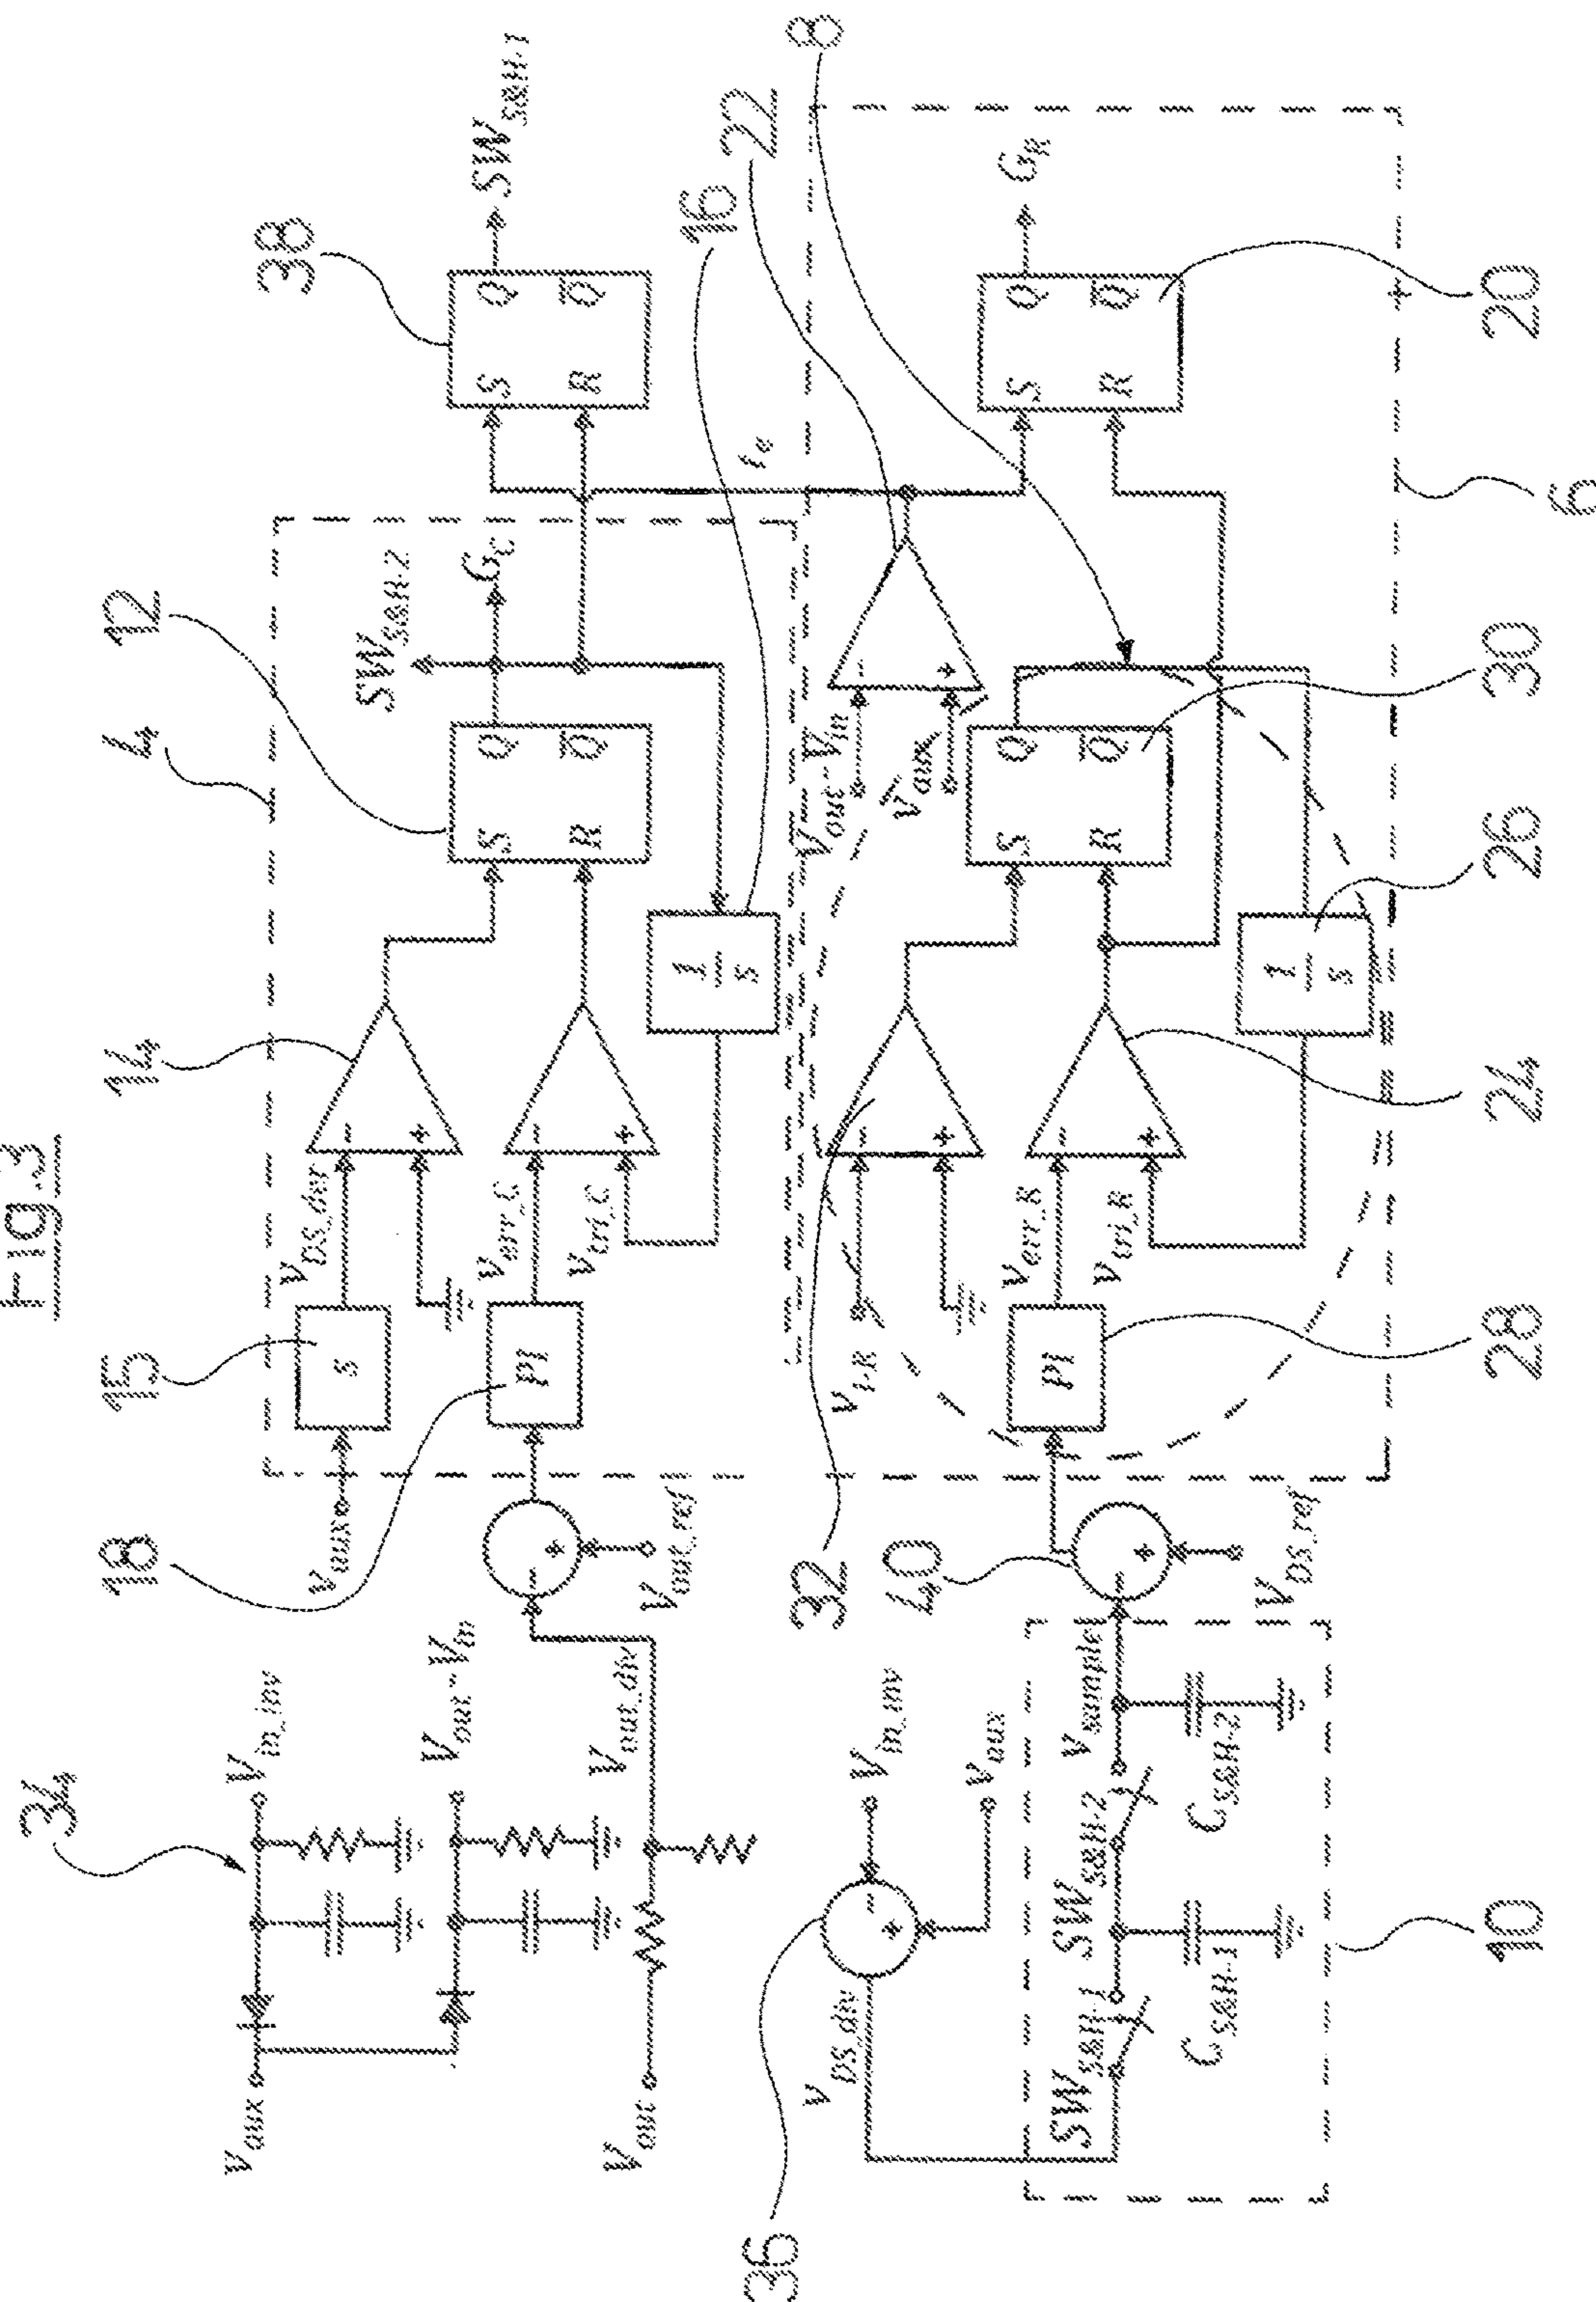 Fig.3
34
18
15
14
4
12
38
v_aux
V_in_inv
V_out-V_in
V_out
V_out_div
V_out_ref
v_aux
s
v_DS_der
-
+
PI
v_err_C
v_tri_C
-
+
1/s
S
R
Q
Q̅
SW_S&H-2
G_C
S
R
Q
Q̅
SW_S&H-1
t_e
16
22
8
36
v_DS_div
-
+
V_in_inv
v_aux
SW_S&H-1
SW_S&H-2
C_S&H-1
C_S&H-2
v_sampled
-
+
V_DS_ref
40
32
v_L-R
-
+
PI
v_err_R
v_tri_R
-
+
1/s
S
R
Q
Q̅
V_out-V_in
v_aux
-
+
S
R
Q
Q̅
G_R
10
28
24
26
30
6
20
-
+